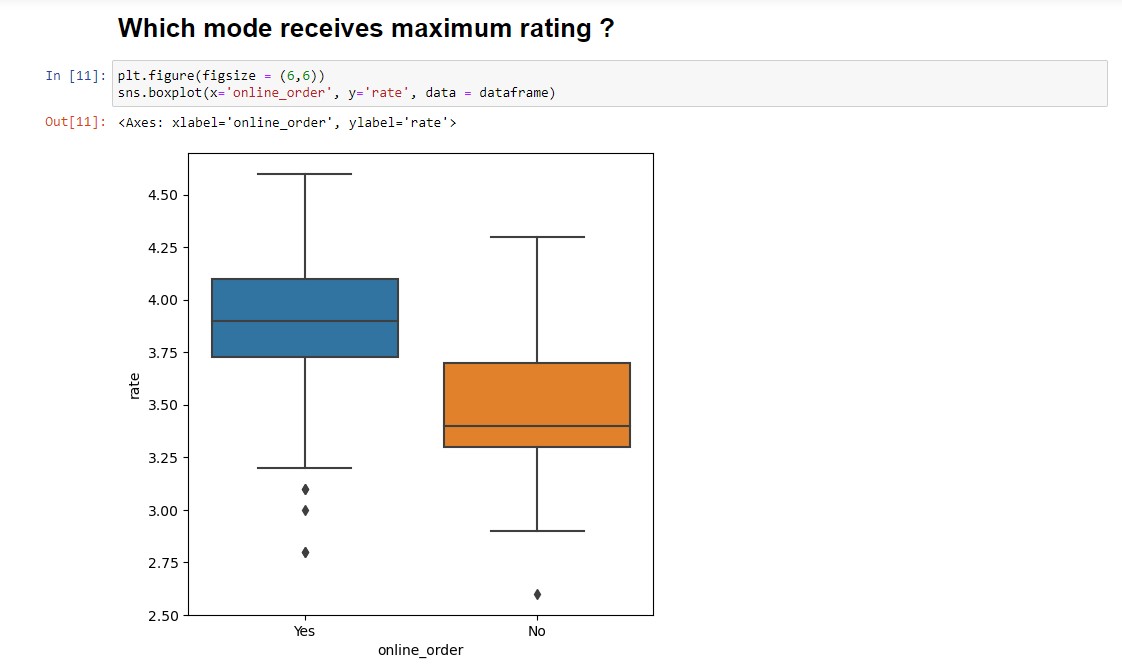 Which mode receives maximum rating ?
In [11]: plt.figure(figsize = (6,6))
sns.boxplot(x='online_order', y='rate', data = dataframe)
Out[11]: <Axes: xlabel='online_order', ylabel='rate'>
4.50
4.25
4.00
3.75
3.50
3.25
3.00
2.75
2.50
rate
Yes No
online_order